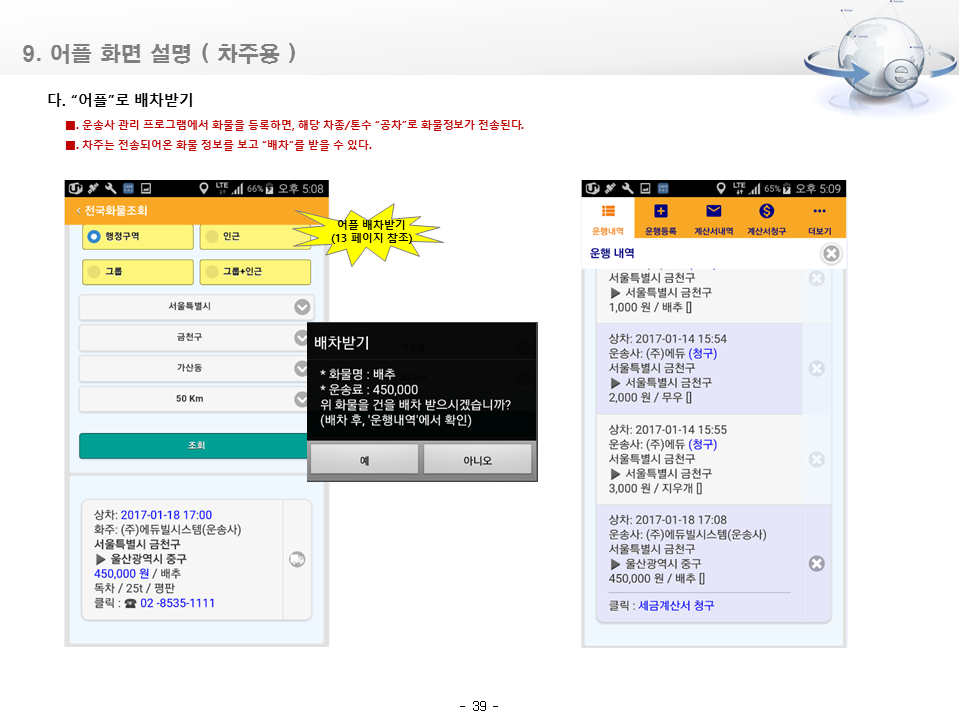 9. 어플 화면 설명 ( 차주용 )
다. “어플”로 배차받기
■. 운송사 관리 프로그램에서 화물을 등록하면, 해당 차종/톤수 “공차”로 화물정보가 전송된다.
■. 차주는 전송되어온 화물 정보를 보고 “배차”를 받을 수 있다.
LTE 66% 오후 5:08
< 전국화물조회
행정구역
인근
그룹
그룹+인근
서울특별시
금천구
가산동
50 Km
조회
상차: 2017-01-18 17:00
화주: (주)에듀빌시스템(운송사)
서울특별시 금천구
▶ 울산광역시 중구
450,000 원 / 배추
독차 / 25t / 평판
클릭 : ☎ 02 -8535-1111
어플 배차받기
(13 페이지 참조)
배차받기
* 화물명 : 배추
* 운송료 : 450,000
위 화물을 건을 배차 받으시겠습니까?
(배차 후, '운행내역'에서 확인)
예
아니오
LTE 65% 오후 5:09
운행내역
운행등록
계산서내역
계산서청구
더보기
운행 내역
서울특별시 금천구
▶ 서울특별시 금천구
1,000 원 / 배추 []
상차: 2017-01-14 15:54
운송사: (주)에듀 (청구)
서울특별시 금천구
▶ 서울특별시 금천구
2,000 원 / 무우 []
상차: 2017-01-14 15:55
운송사: (주)에듀 (청구)
서울특별시 금천구
▶ 서울특별시 금천구
3,000 원 / 지우개 []
상차: 2017-01-18 17:08
운송사: (주)에듀빌시스템(운송사)
서울특별시 금천구
▶ 울산광역시 중구
450,000 원 / 배추 []
클릭 : 세금계산서 청구
- 39 -